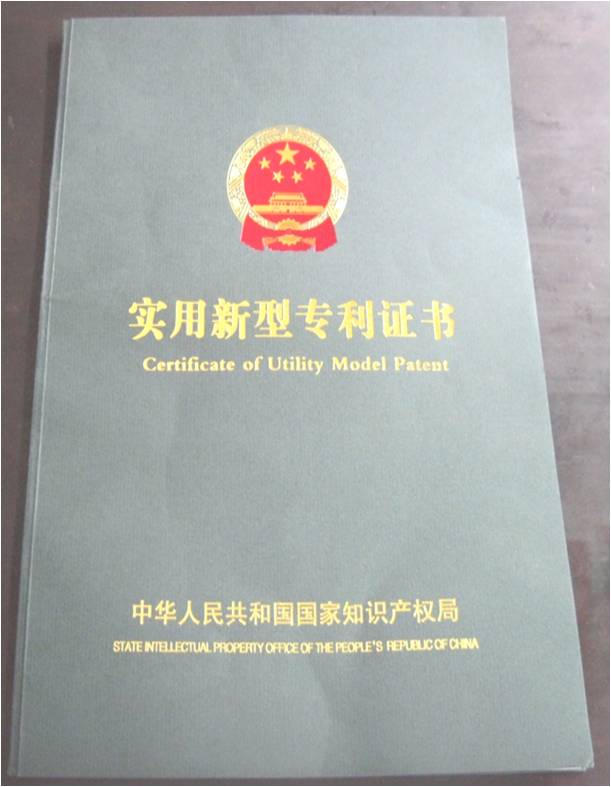 实用新型专利证书
Certificate of Utility Model Patent
中华人民共和国国家知识产权局
STATE INTELLECTUAL PROPERTY OFFICE OF THE PEOPLE'S REPUBLIC OF CHINA